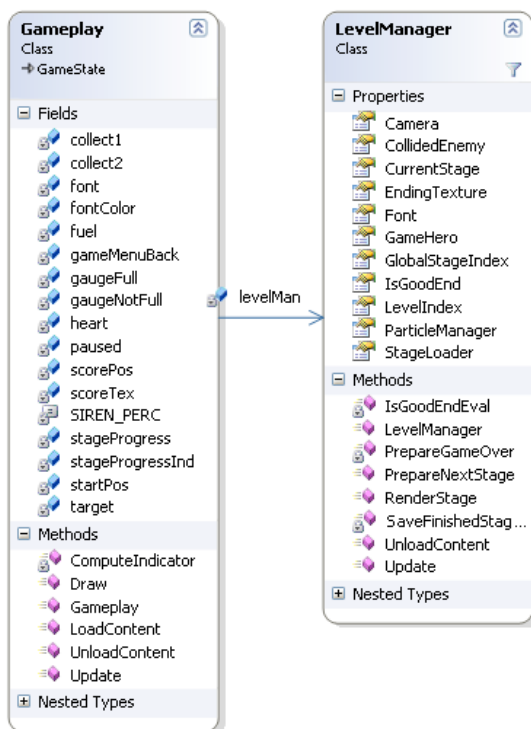 Gameplay
Class
GameState
Fields
collect1
collect2
font
fontColor
fuel
gameMenuBack
gaugeFull
gaugeNotFull
heart
paused
scorePos
scoreTex
SIREN_PERC
stageProgress
stageProgressInd
startPos
target
Methods
ComputeIndicator
Draw
Gameplay
LoadContent
UnloadContent
Update
Nested Types
levelMan
LevelManager
Class
Properties
Camera
CollidedEnemy
CurrentStage
EndingTexture
Font
GameHero
GlobalStageIndex
IsGoodEnd
LevelIndex
ParticleManager
StageLoader
Methods
IsGoodEndEval
LevelManager
PrepareGameOver
PrepareNextStage
RenderStage
SaveFinishedStag...
UnloadContent
Update
Nested Types